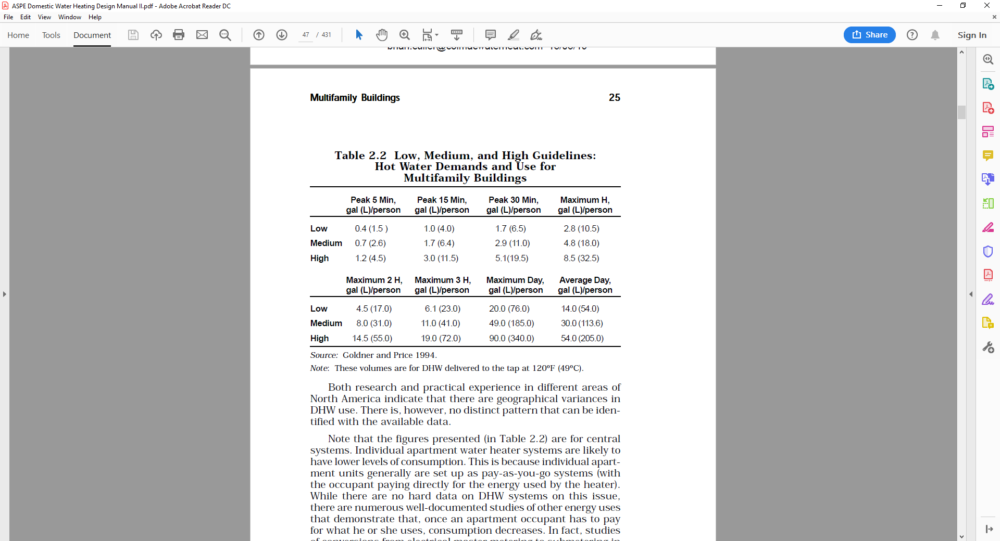 ASPE Domestic Water Heating Design Manual II.pdf - Adobe Acrobat Reader DC
File Edit View Window Help
Home Tools Document 47 / 431 Share Sign In
Multifamily Buildings 25
Table 2.2 Low, Medium, and High Guidelines:
Hot Water Demands and Use for
Multifamily Buildings
Peak 5 Min, Peak 15 Min, Peak 30 Min, Maximum H,
gal (L)/person gal (L)/person gal (L)/person gal (L)/person
Low 0.4 (1.5 ) 1.0 (4.0) 1.7 (6.5) 2.8 (10.5)
Medium 0.7 (2.6) 1.7 (6.4) 2.9 (11.0) 4.8 (18.0)
High 1.2 (4.5) 3.0 (11.5) 5.1(19.5) 8.5 (32.5)
Maximum 2 H, Maximum 3 H, Maximum Day, Average Day,
gal (L)/person gal (L)/person gal (L)/person gal (L)/person
Low 4.5 (17.0) 6.1 (23.0) 20.0 (76.0) 14.0 (54.0)
Medium 8.0 (31.0) 11.0 (41.0) 49.0 (185.0) 30.0 (113.6)
High 14.5 (55.0) 19.0 (72.0) 90.0 (340.0) 54.0 (205.0)
Source: Goldner and Price 1994.
Note: These volumes are for DHW delivered to the tap at 120ºF (49ºC).
Both research and practical experience in different areas of
North America indicate that there are geographical variances in
DHW use. There is, however, no distinct pattern that can be iden-
tified with the available data.
Note that the figures presented (in Table 2.2) are for central
systems. Individual apartment water heater systems are likely to
have lower levels of consumption. This is because individual apart-
ment units generally are set up as pay-as-you-go systems (with
the occupant paying directly for the energy used by the heater).
While there are no hard data on DHW systems on this issue,
there are numerous well-documented studies of other energy uses
that demonstrate that, once an apartment occupant has to pay
for what he or she uses, consumption decreases. In fact, studies
of conversions from electrical master metering to submetering in